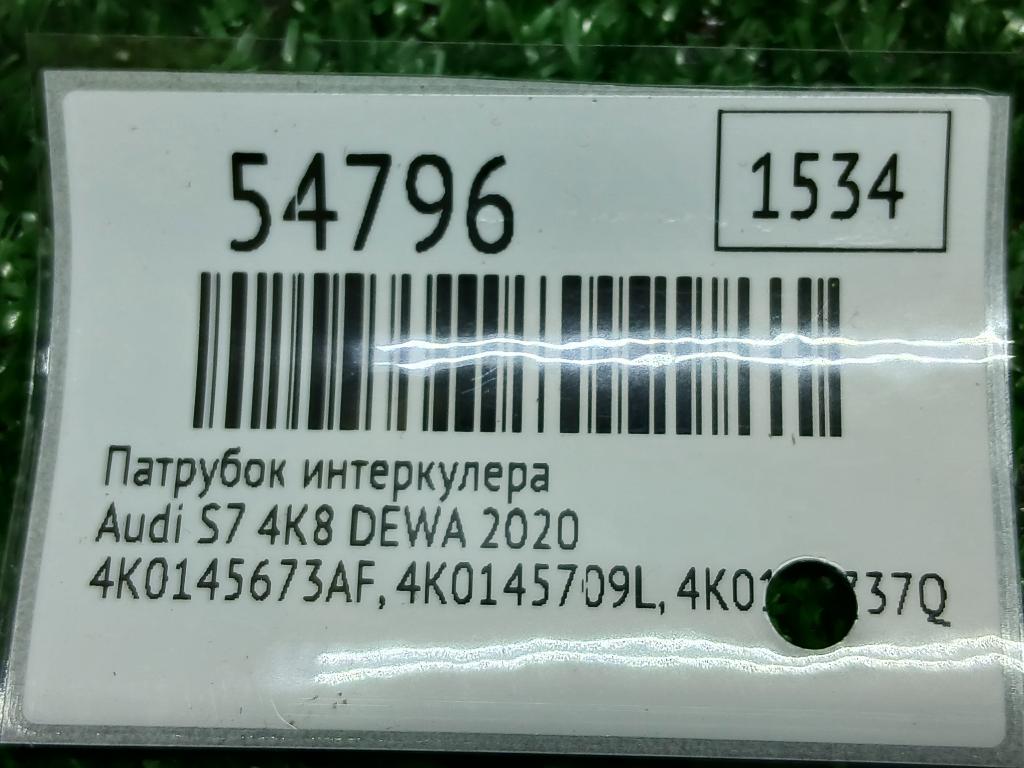 54796
1534
Патрубок интеркулера
Audi S7 4K8 DEWA 2020
4K0145673AF, 4K0145709L,